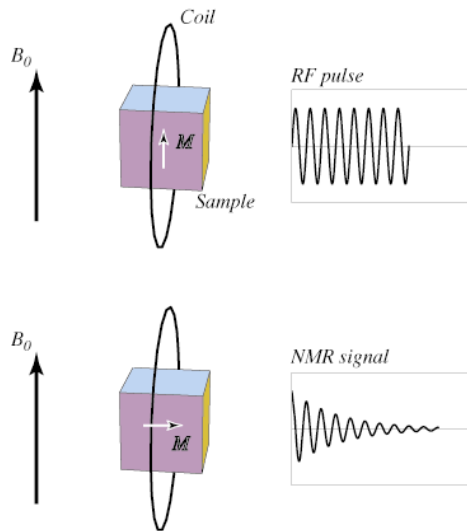 Coil
B₀
RF pulse
M
Sample
B₀
NMR signal
M